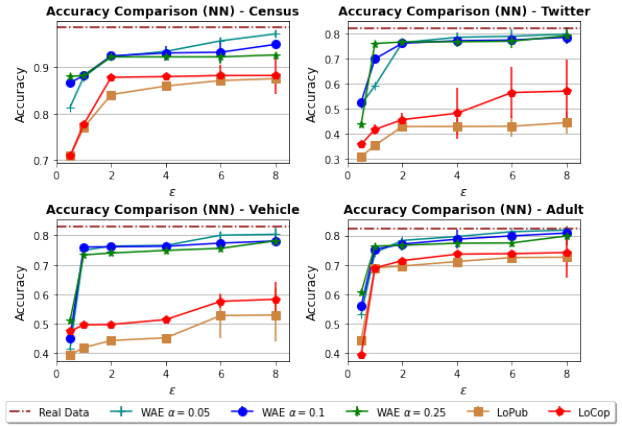 Accuracy Comparison (NN) - Census
Accuracy
0.9
0.8
0.7
0 2 4 6 8
ε
Accuracy Comparison (NN) - Twitter
Accuracy
0.8
0.7
0.6
0.5
0.4
0.3
0 2 4 6 8
ε
Accuracy Comparison (NN) - Vehicle
Accuracy
0.8
0.7
0.6
0.5
0.4
0 2 4 6 8
ε
Accuracy Comparison (NN) - Adult
Accuracy
0.8
0.7
0.6
0.5
0.4
0 2 4 6 8
ε
Real Data WAE α = 0.05 WAE α = 0.1 WAE α = 0.25 LoPub LoCop